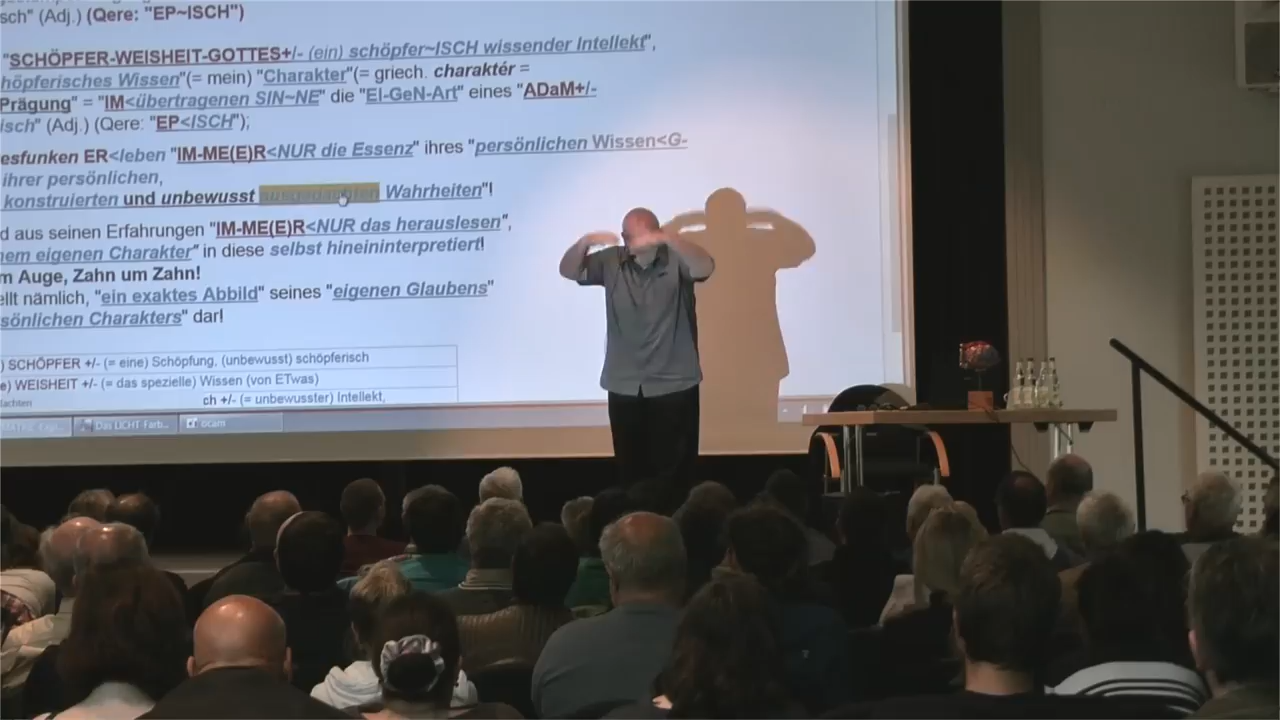 sch" (Adj.) (Qere: "EP~ISCH")
"SCHÖPFER-WEISHEIT-GOTTES+/- (ein) schöpfer~ISCH wissender Intellekt",
höpferisches Wissen"(= mein) "Charakter"(= griech. charaktér =
Prägung" = "IM<übertragenen SIN~NE" die "EI-GeN-Art" eines "ADaM+/-
isch" (Adj.) (Qere: "EP<ISCH");
esfunken ER<leben "IM-ME(E)R<NUR die Essenz" ihres "persönlichen Wissen<G-
ihrer persönlichen,
konstruierten und unbewusst Wahrheiten"!
d aus seinen Erfahrungen "IM-ME(E)R<NUR das herauslesen",
nem eigenen Charakter" in diese selbst hineininterpretiert!
m Auge, Zahn um Zahn!
ellt nämlich, "ein exaktes Abbild" seines "eigenen Glaubens"
sönlichen Charakters" dar!
) SCHÖPFER +/- (= eine) Schöpfung, (unbewusst) schöpferisch
e) WEISHEIT +/- (= das spezielle) Wissen (von ETwas)
dachten
ch +/- (= unbewusster) Intellekt,
Das LICHT-Farb...
ocam